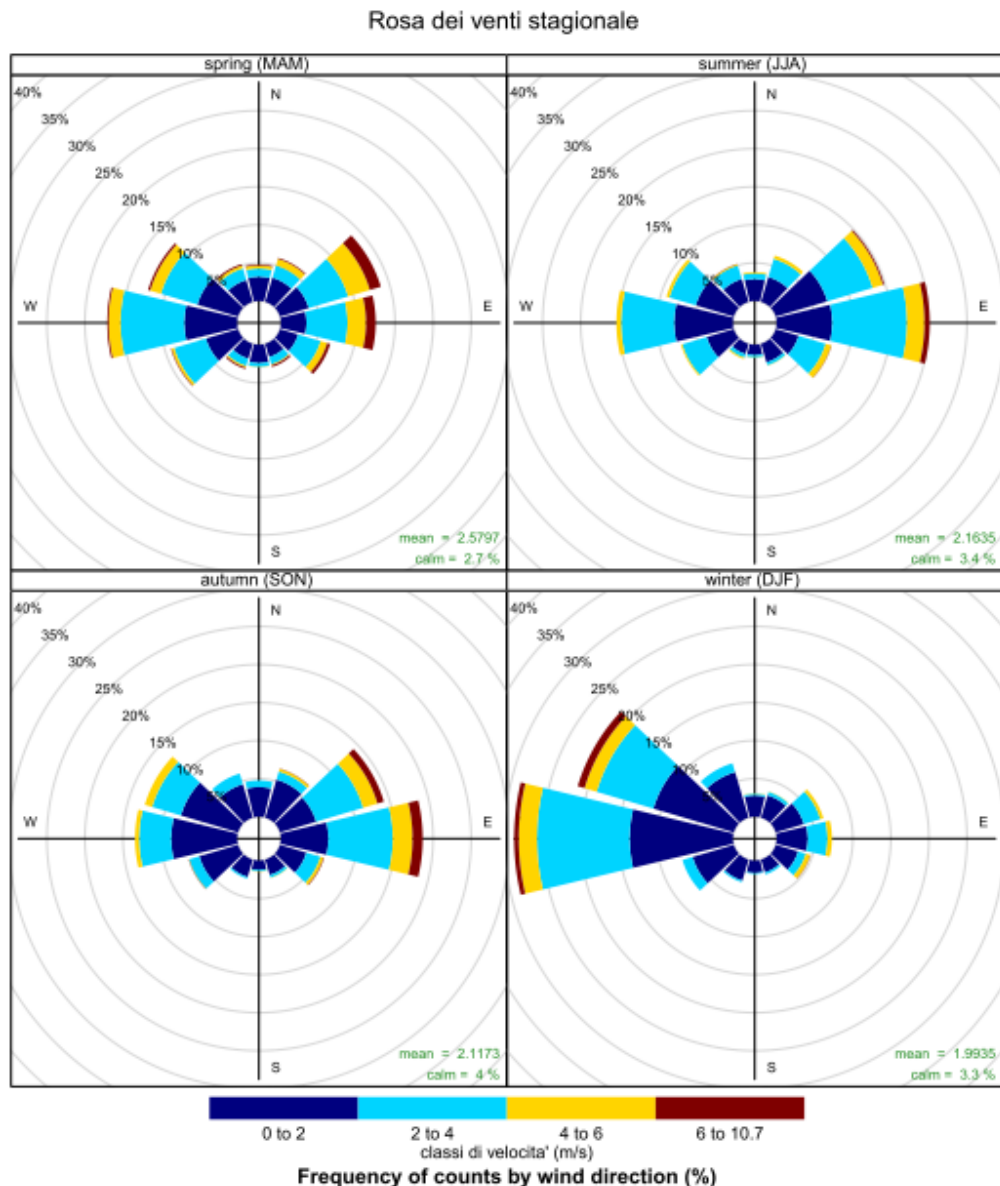 Rosa dei venti stagionale
spring (MAM)
40%
35%
30%
25%
20%
15%
10%
5%
N
W
E
S
mean = 2.5797
calm = 2.7 %
summer (JJA)
40%
35%
30%
25%
20%
15%
10%
5%
N
W
E
S
mean = 2.1635
calm = 3.4 %
autumn (SON)
40%
35%
30%
25%
20%
15%
10%
5%
N
W
E
S
mean = 2.1173
calm = 4 %
winter (DJF)
40%
35%
30%
25%
20%
15%
10%
5%
N
W
E
S
mean = 1.9935
calm = 3.3 %
0 to 2 2 to 4 4 to 6 6 to 10.7
classi di velocita' (m/s)
Frequency of counts by wind direction (%)